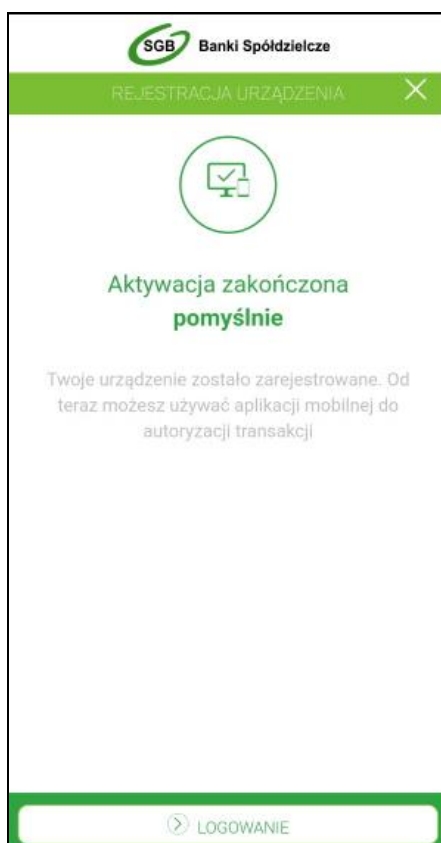 SGB Banki Spółdzielcze
REJESTRACJA URZĄDZENIA
Aktywacja zakończona
pomyślnie
Twoje urządzenie zostało zarejestrowane. Od
teraz możesz używać aplikacji mobilnej do
autoryzacji transakcji
LOGOWANIE